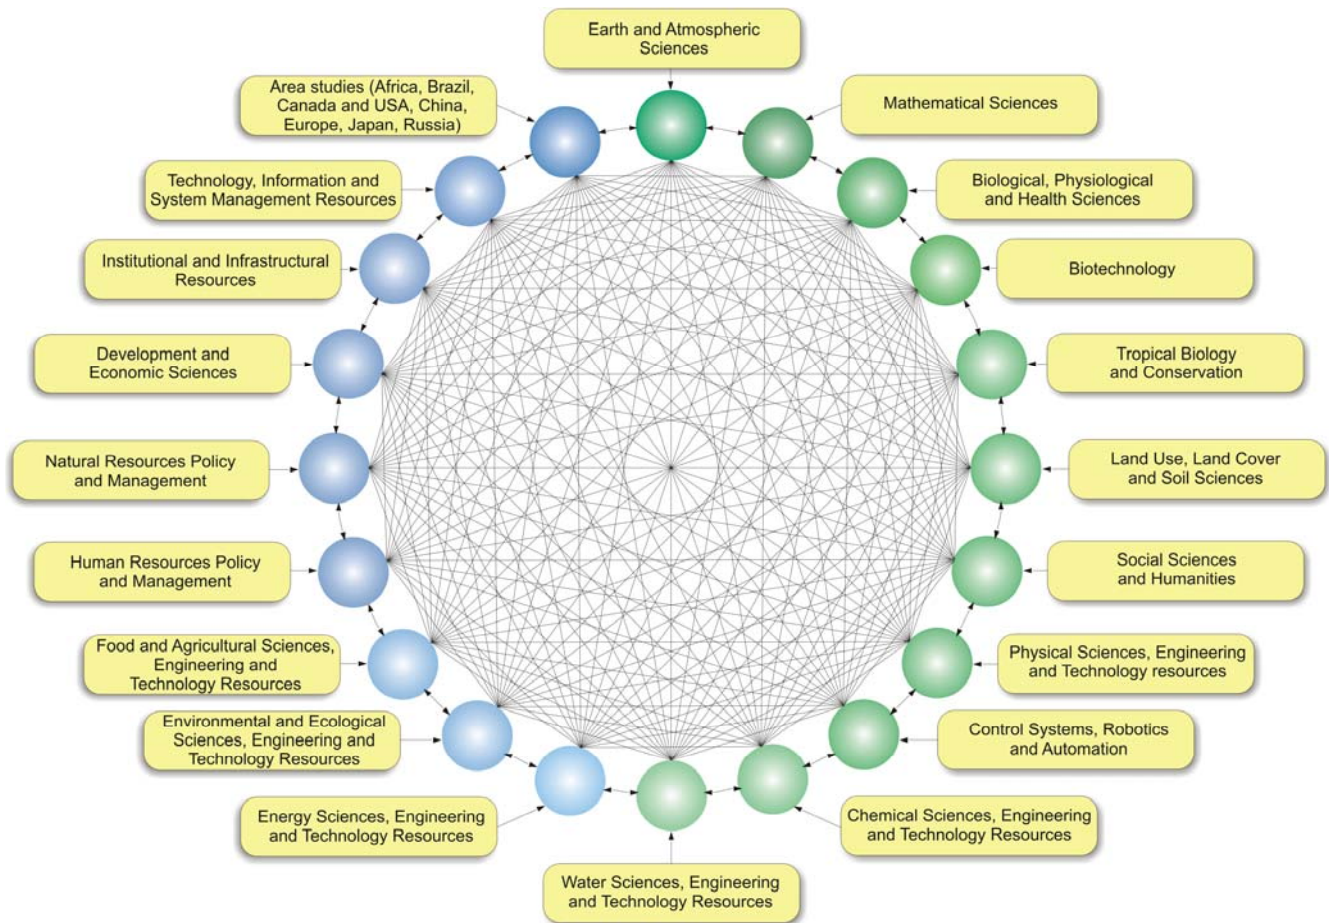 Earth and Atmospheric
Sciences
Area studies (Africa, Brazil,
Canada and USA, China,
Europe, Japan, Russia)
Mathematical Sciences
Technology, Information and
System Management Resources
Biological, Physiological
and Health Sciences
Institutional and Infrastructural
Resources
Biotechnology
Development and
Economic Sciences
Tropical Biology
and Conservation
Natural Resources Policy
and Management
Land Use, Land Cover
and Soil Sciences
Human Resources Policy
and Management
Social Sciences
and Humanities
Food and Agricultural Sciences,
Engineering and
Technology Resources
Physical Sciences, Engineering
and Technology resources
Environmental and Ecological
Sciences, Engineering and
Technology Resources
Control Systems, Robotics
and Automation
Energy Sciences, Engineering
and Technology Resources
Chemical Sciences, Engineering
and Technology Resources
Water Sciences, Engineering
and Technology Resources